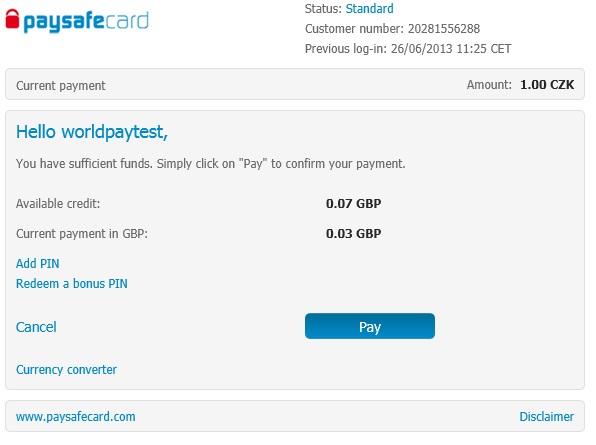 paysafecard
Status: Standard
Customer number: 20281556288
Previous log-in: 26/06/2013 11:25 CET
Current payment Amount: 1.00 CZK
Hello worldpaytest,
You have sufficient funds. Simply click on "Pay" to confirm your payment.
Available credit: 0.07 GBP
Current payment in GBP: 0.03 GBP
Add PIN
Redeem a bonus PIN
Cancel Pay
Currency converter
www.paysafecard.com Disclaimer